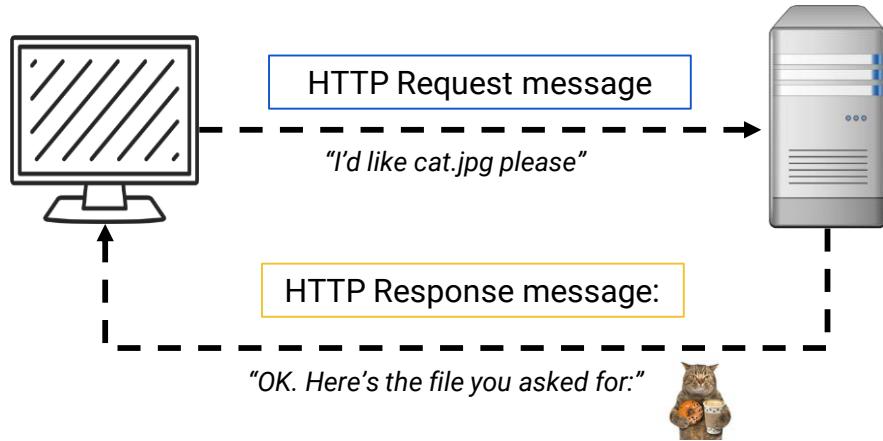 HTTP Request message
“I’d like cat.jpg please”
HTTP Response message:
“OK. Here’s the file you asked for:”